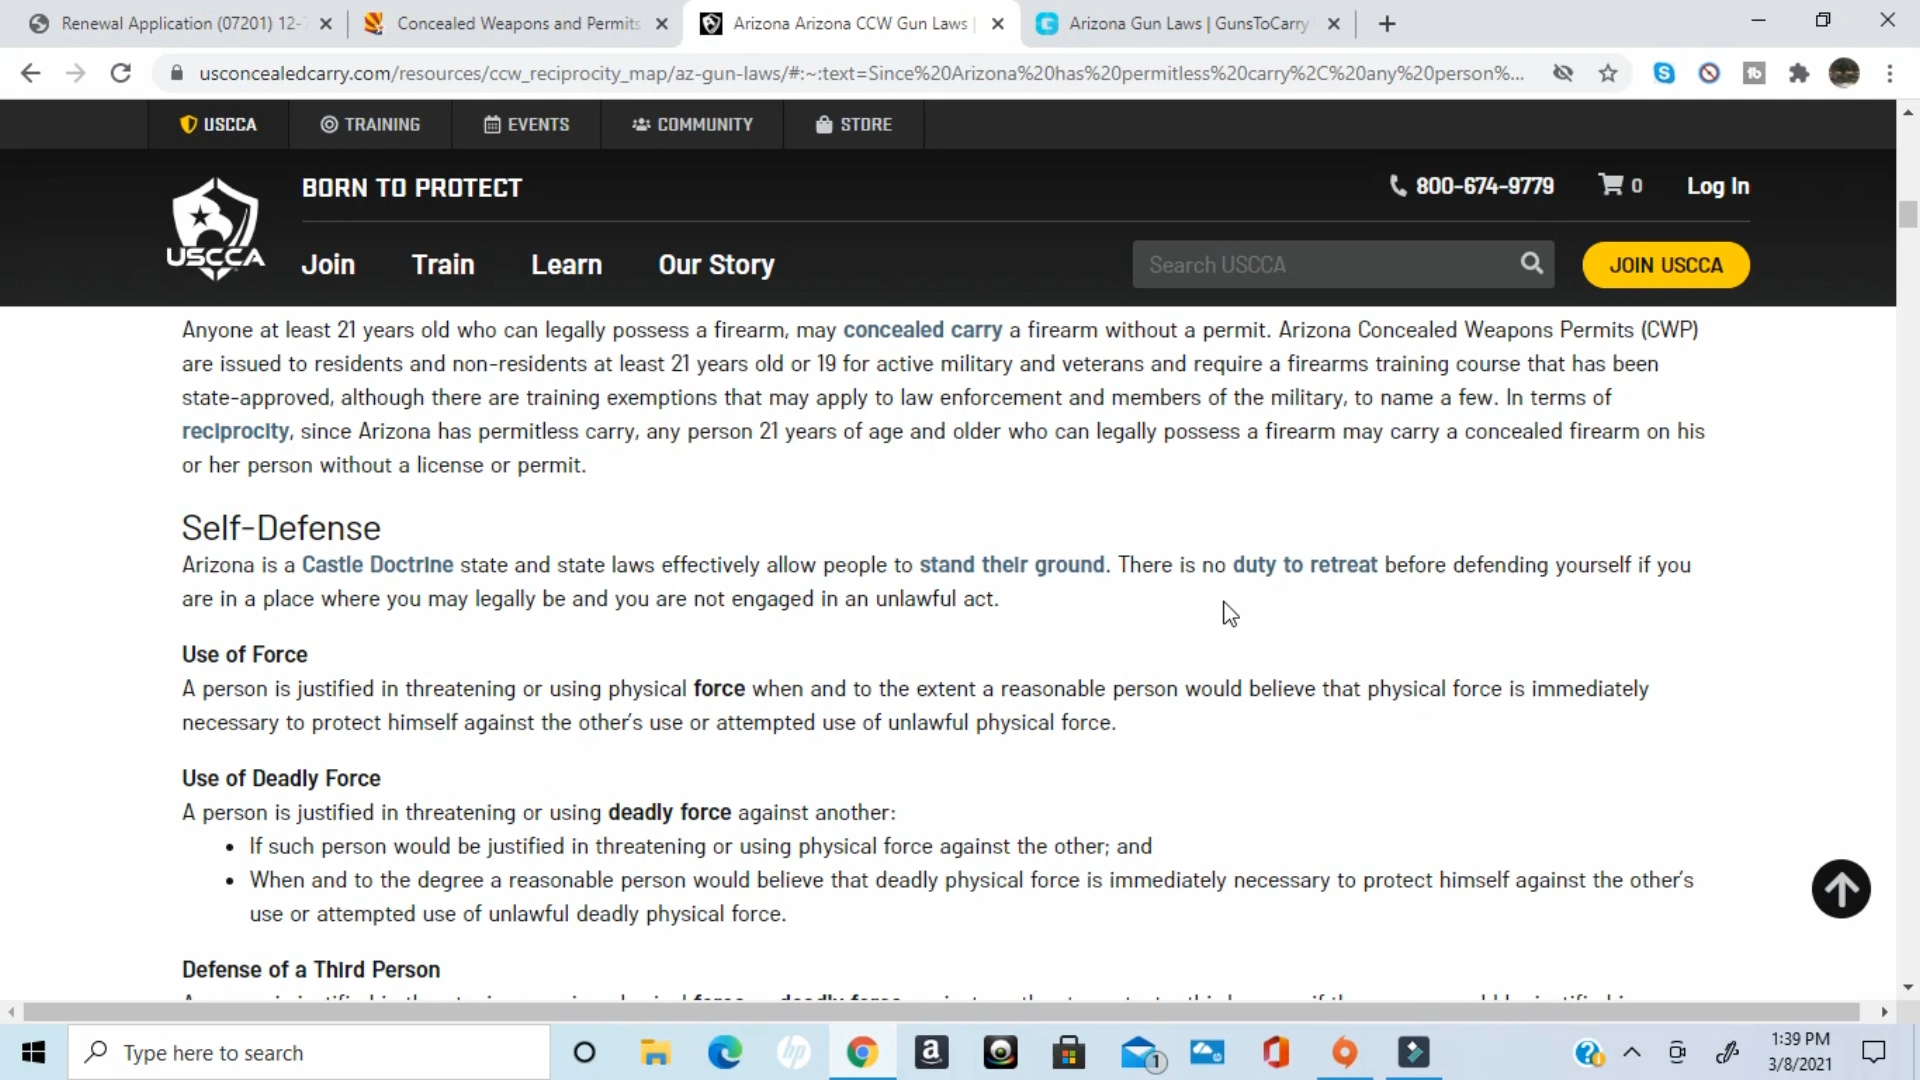 Renewal Application (07201) 12-
Concealed Weapons and Permits
Arizona Arizona CCW Gun Laws |
Arizona Gun Laws | GunsToCarry
usconcealedcarry.com/resources/ccw_reciprocity_map/az-gun-laws/#:~:text=Since%20Arizona%20has%20permitless%20carry%2C%20any%20person%...
USCCA
TRAINING
EVENTS
COMMUNITY
STORE
BORN TO PROTECT
800-674-9779
0
Log In
USCCA
Join
Train
Learn
Our Story
Search USCCA
JOIN USCCA
Anyone at least 21 years old who can legally possess a firearm, may concealed carry a firearm without a permit. Arizona Concealed Weapons Permits (CWP)
are issued to residents and non-residents at least 21 years old or 19 for active military and veterans and require a firearms training course that has been
state-approved, although there are training exemptions that may apply to law enforcement and members of the military, to name a few. In terms of
reciprocity, since Arizona has permitless carry, any person 21 years of age and older who can legally possess a firearm may carry a concealed firearm on his
or her person without a license or permit.
Self-Defense
Arizona is a Castle Doctrine state and state laws effectively allow people to stand their ground. There is no duty to retreat before defending yourself if you
are in a place where you may legally be and you are not engaged in an unlawful act.
Use of Force
A person is justified in threatening or using physical force when and to the extent a reasonable person would believe that physical force is immediately
necessary to protect himself against the other's use or attempted use of unlawful physical force.
Use of Deadly Force
A person is justified in threatening or using deadly force against another:
• If such person would be justified in threatening or using physical force against the other; and
• When and to the degree a reasonable person would believe that deadly physical force is immediately necessary to protect himself against the other's
use or attempted use of unlawful deadly physical force.
Defense of a Third Person
Type here to search
hp
a
1
1:39 PM
3/8/2021